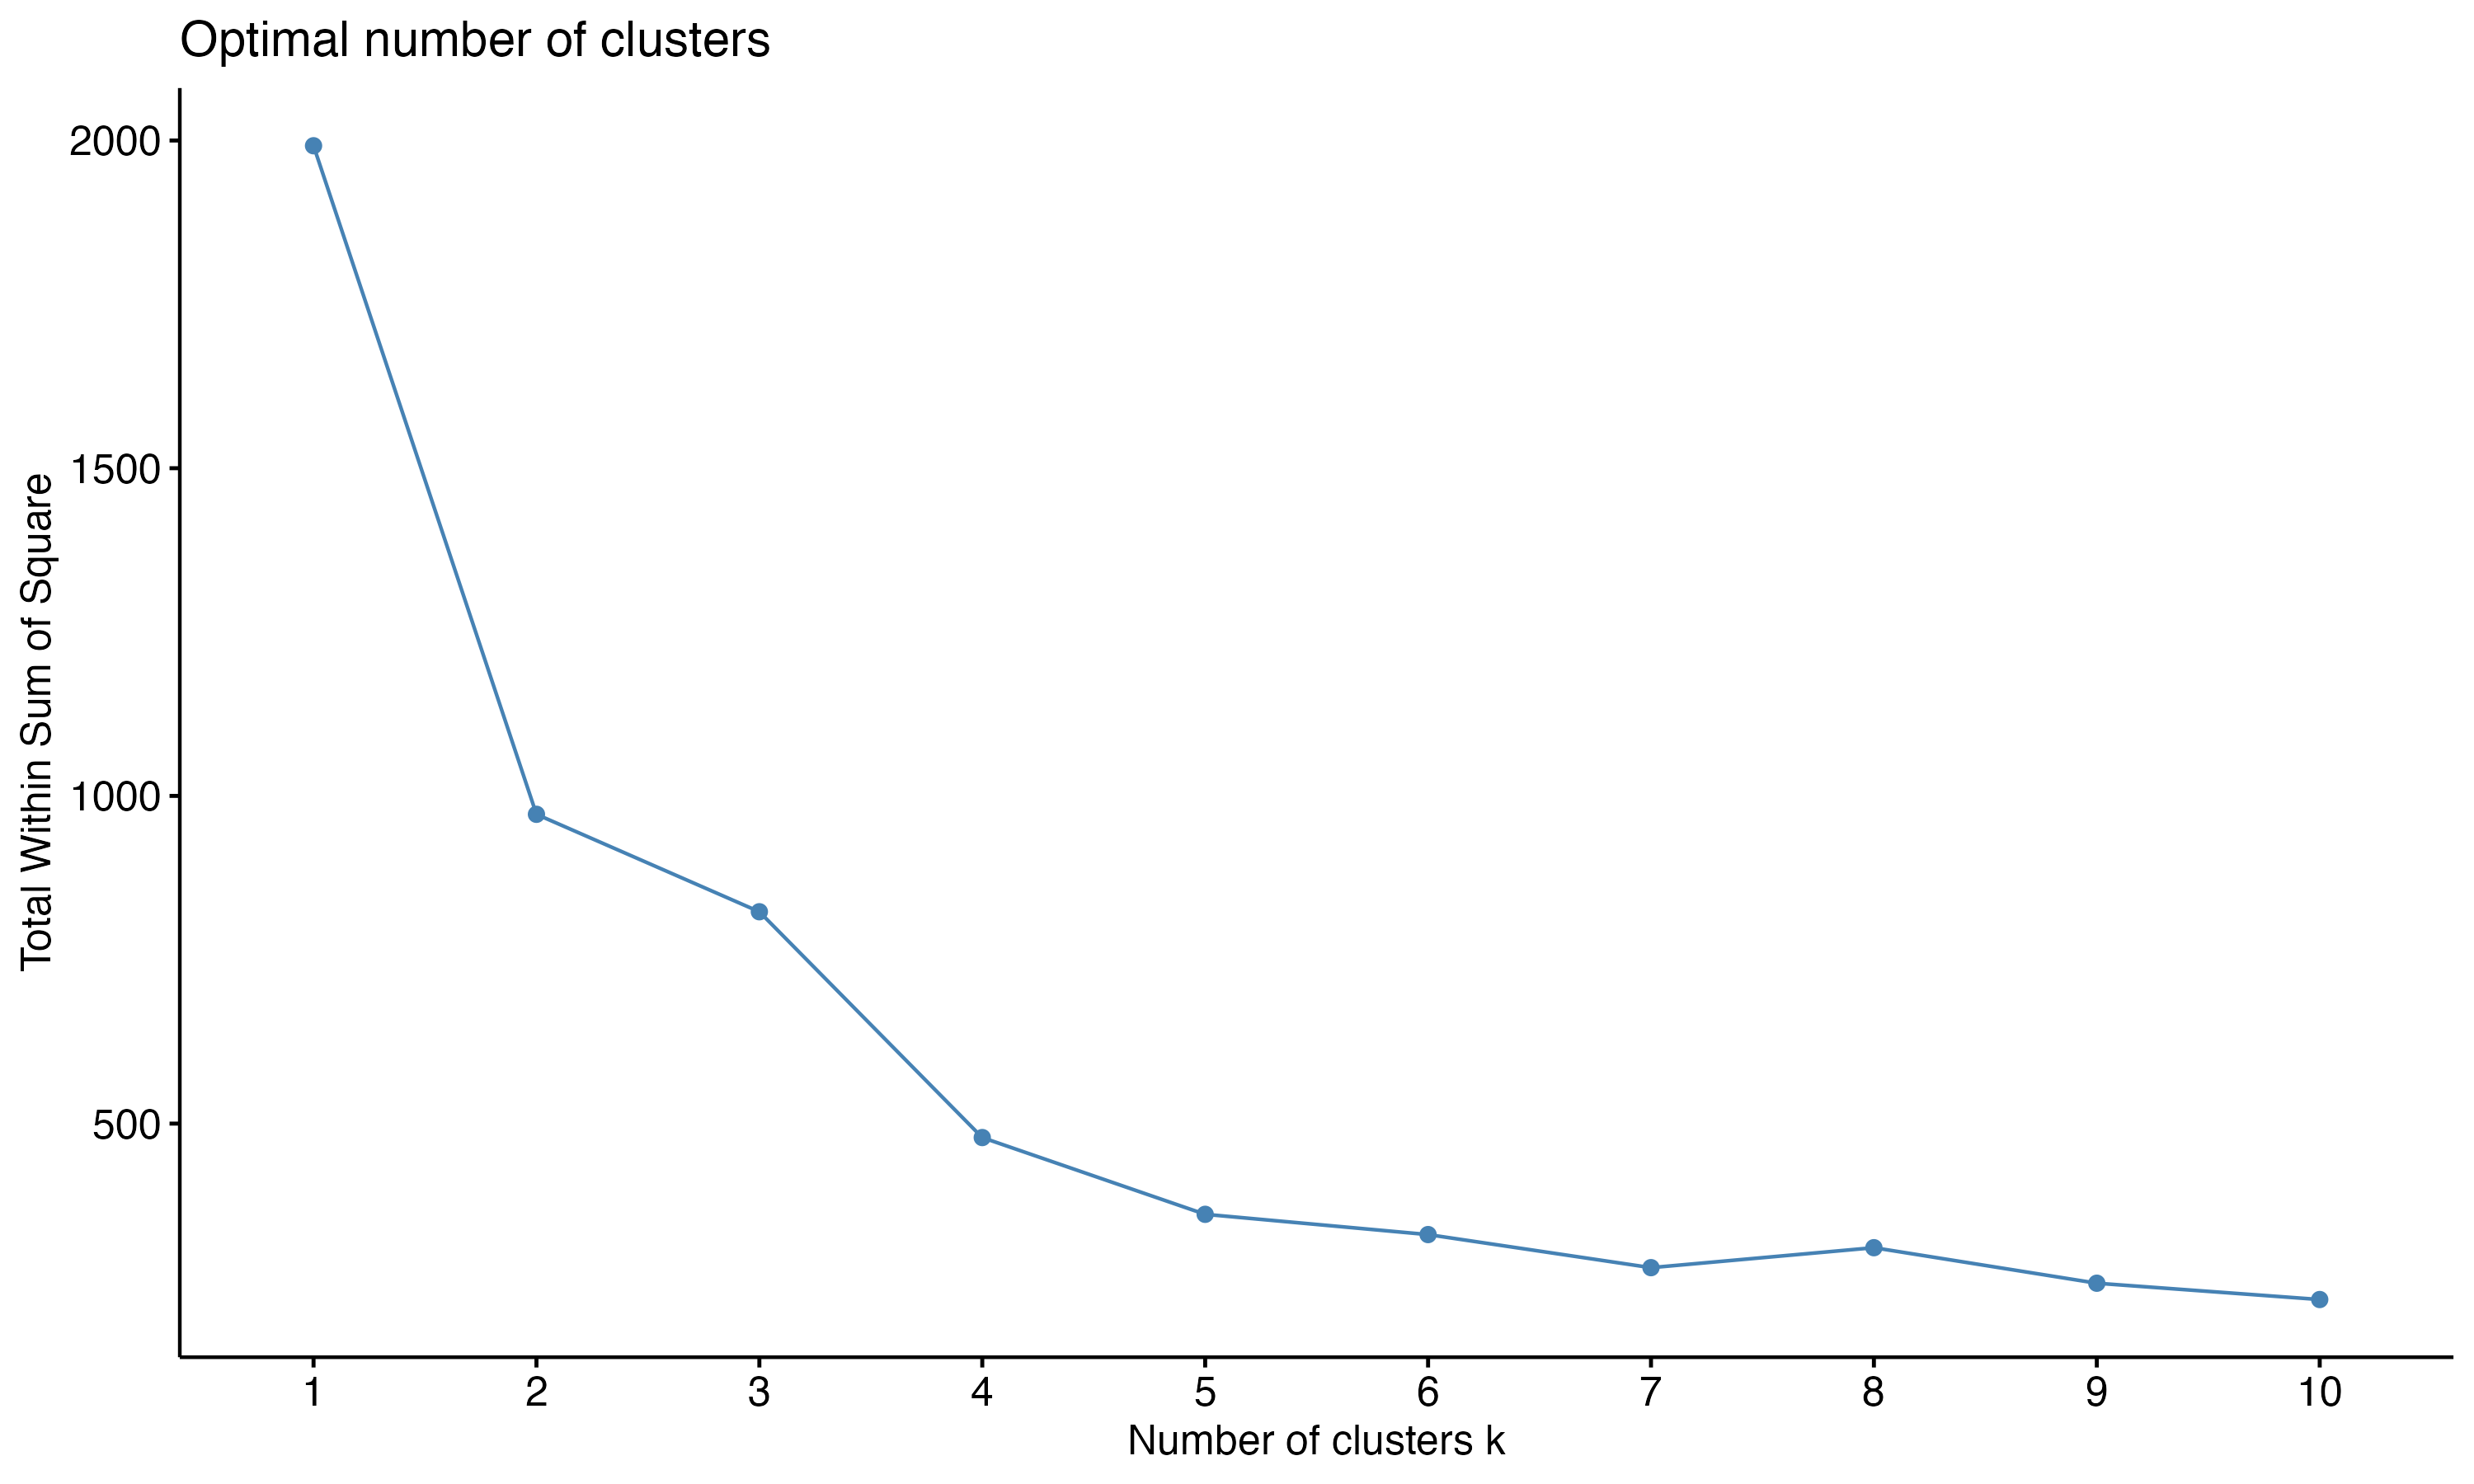 Optimal number of clusters
Total Within Sum of Square
2000
1500
1000
500
1 2 3 4 5 6 7 8 9 10
Number of clusters k